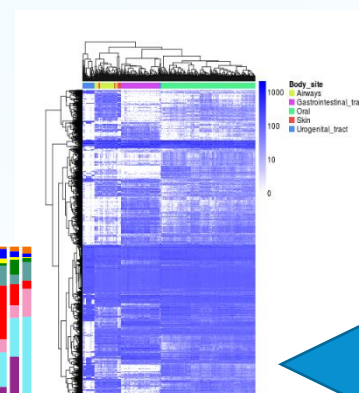 Body_site
Airways
Gastrointestinal_tra
Oral
Skin
Urogenital_tract
1000
100
10
0